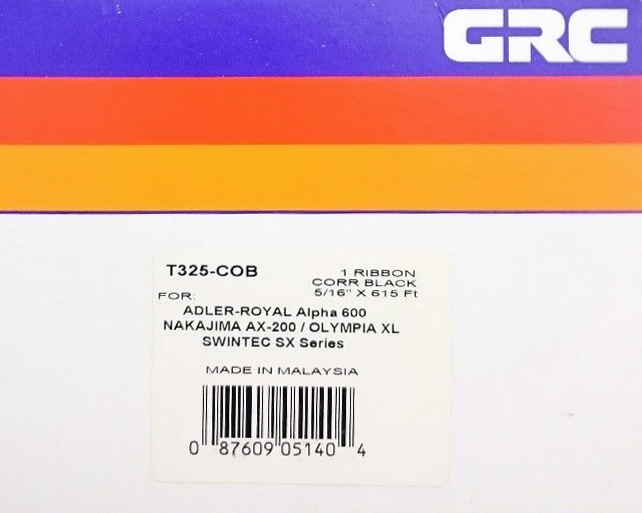 GRC
T325-COB
1 RIBBON
CORR BLACK
5/16" X 615 Ft
FOR:
ADLER-ROYAL Alpha 600
NAKAJIMA AX-200 / OLYMPIA XL
SWINTEC SX Series
MADE IN MALAYSIA
0 87609 05140 4